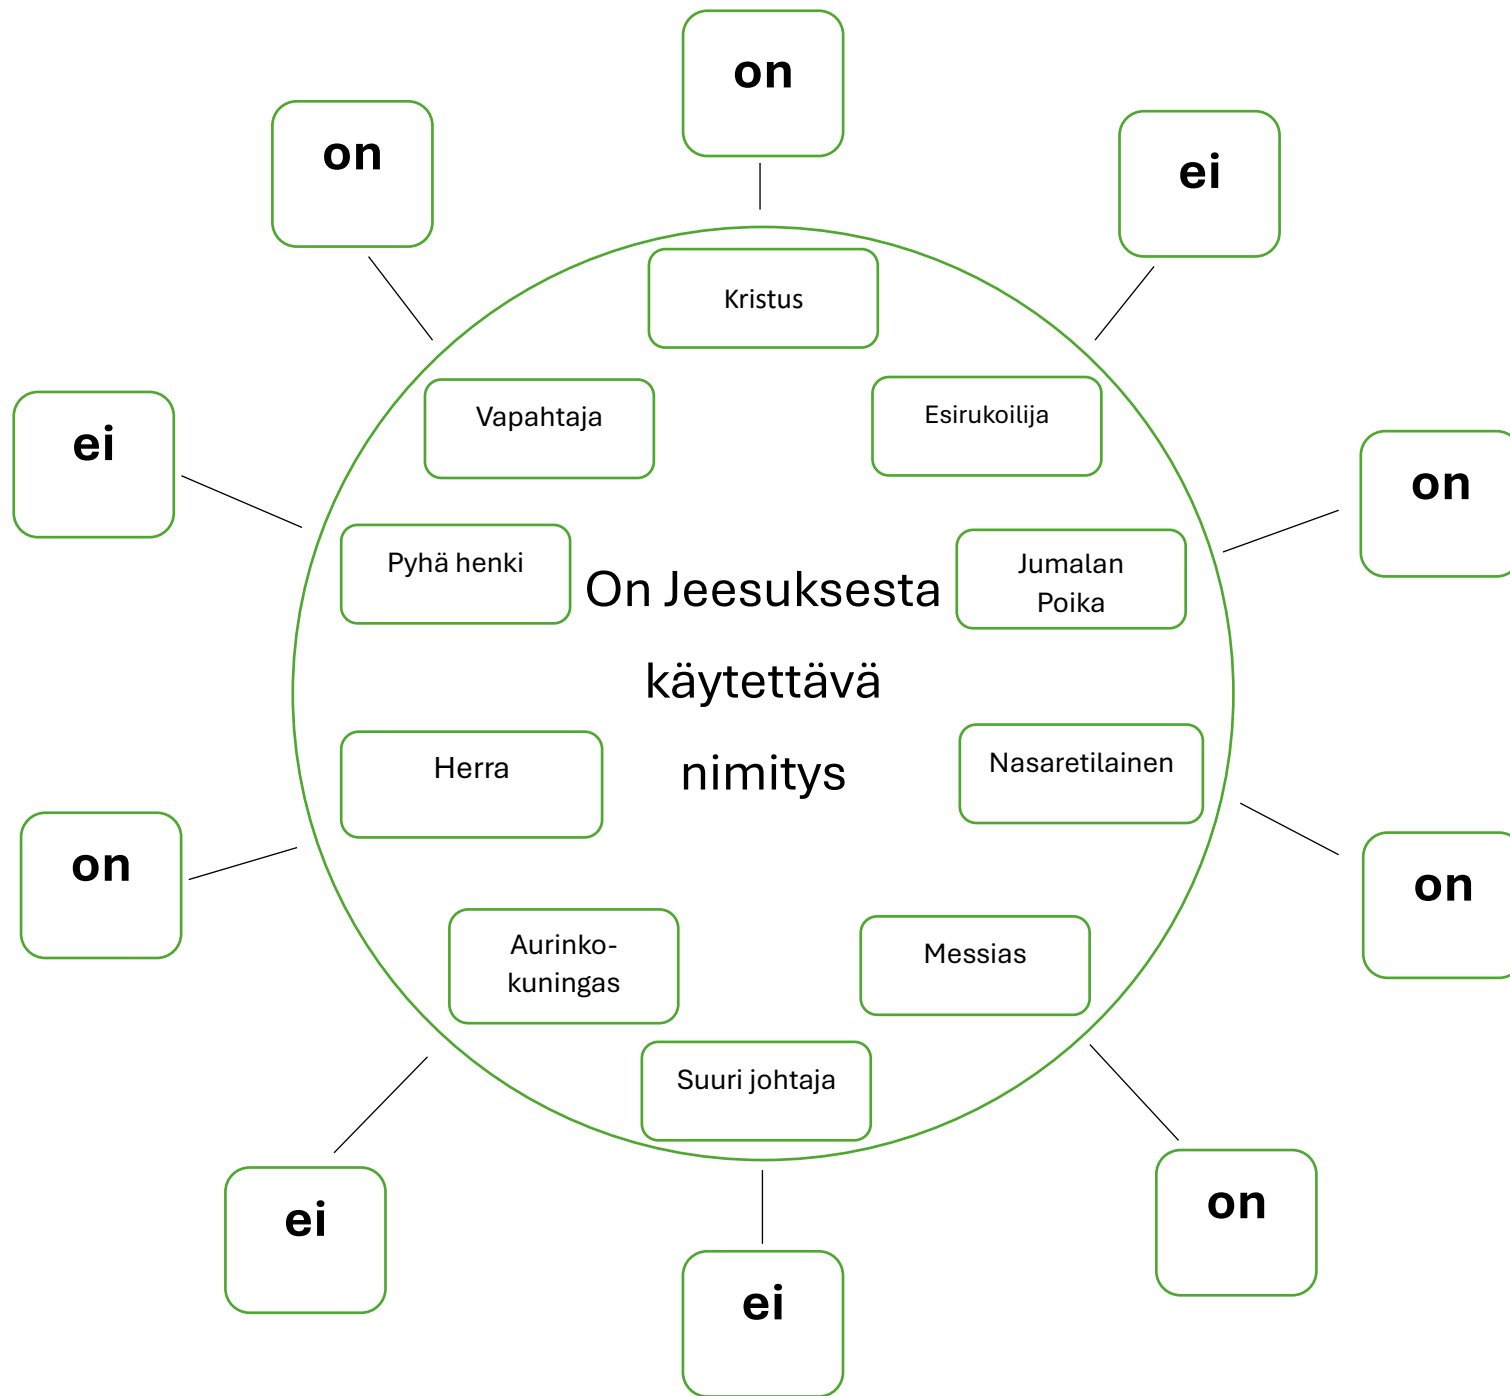 on
on
ei
Kristus
Vapahtaja
Esirukoilija
ei
on
Pyhä henki
On Jeesuksesta
käytettävä
nimitys
Jumalan
Poika
Herra
Nasaretilainen
on
on
Aurinko-
kuningas
Messias
Suuri johtaja
ei
on
ei